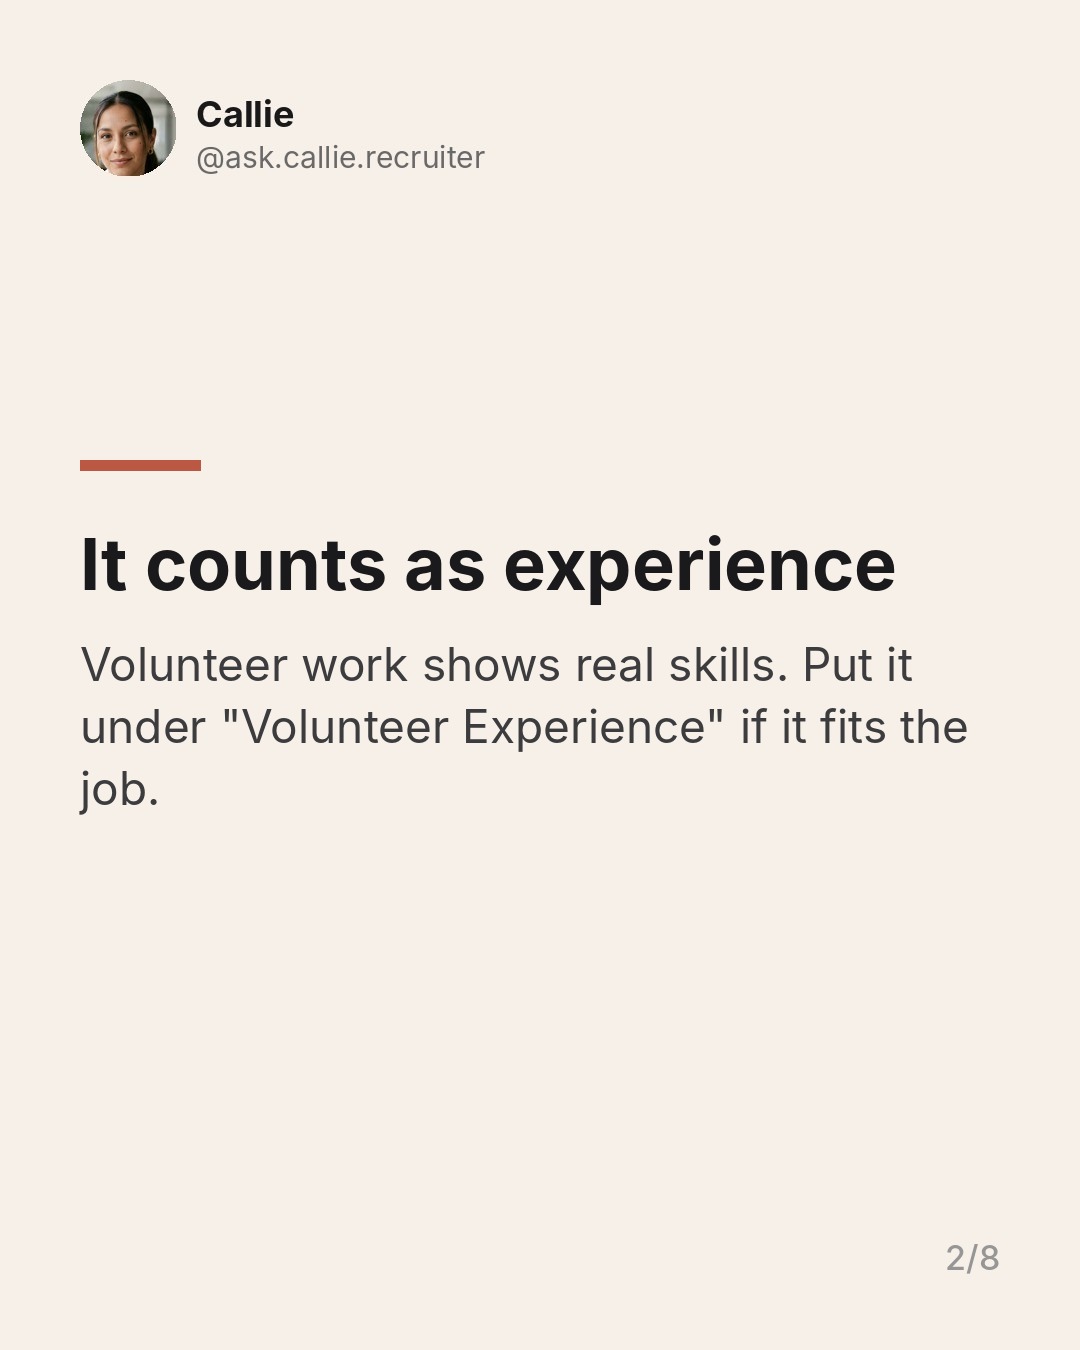 Callie
@ask.callie.recruiter
It counts as experience
Volunteer work shows real skills. Put it
under "Volunteer Experience" if it fits the
job.
2/8